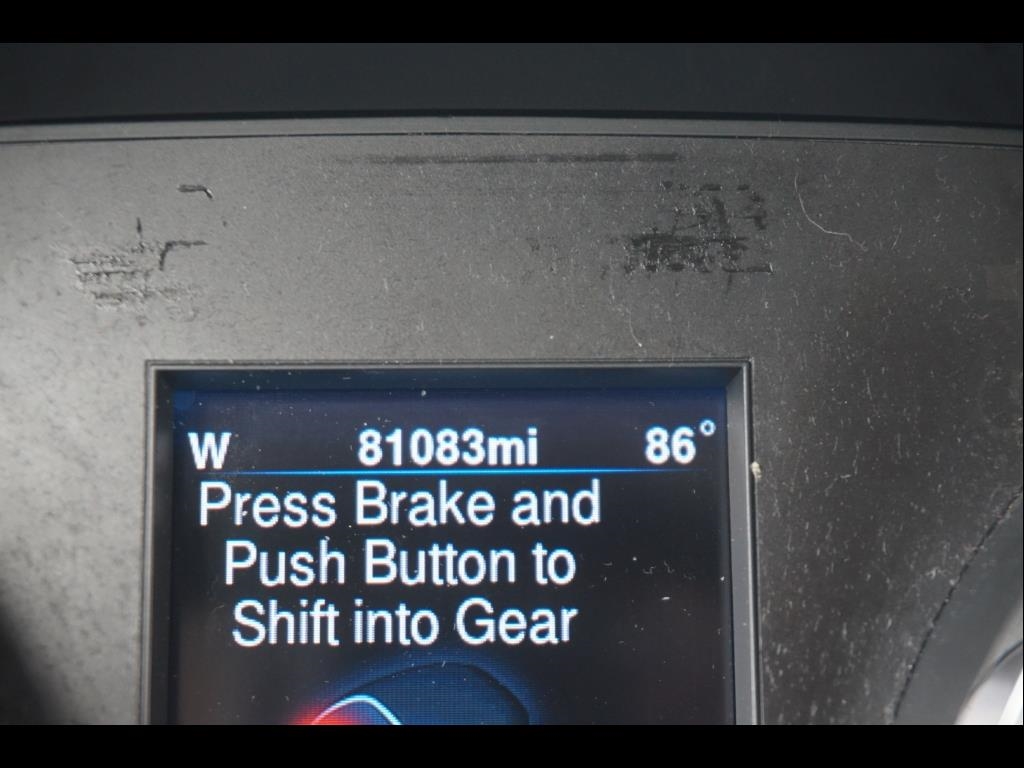 W 81083mi 86°
Press Brake and
Push Button to
Shift into Gear